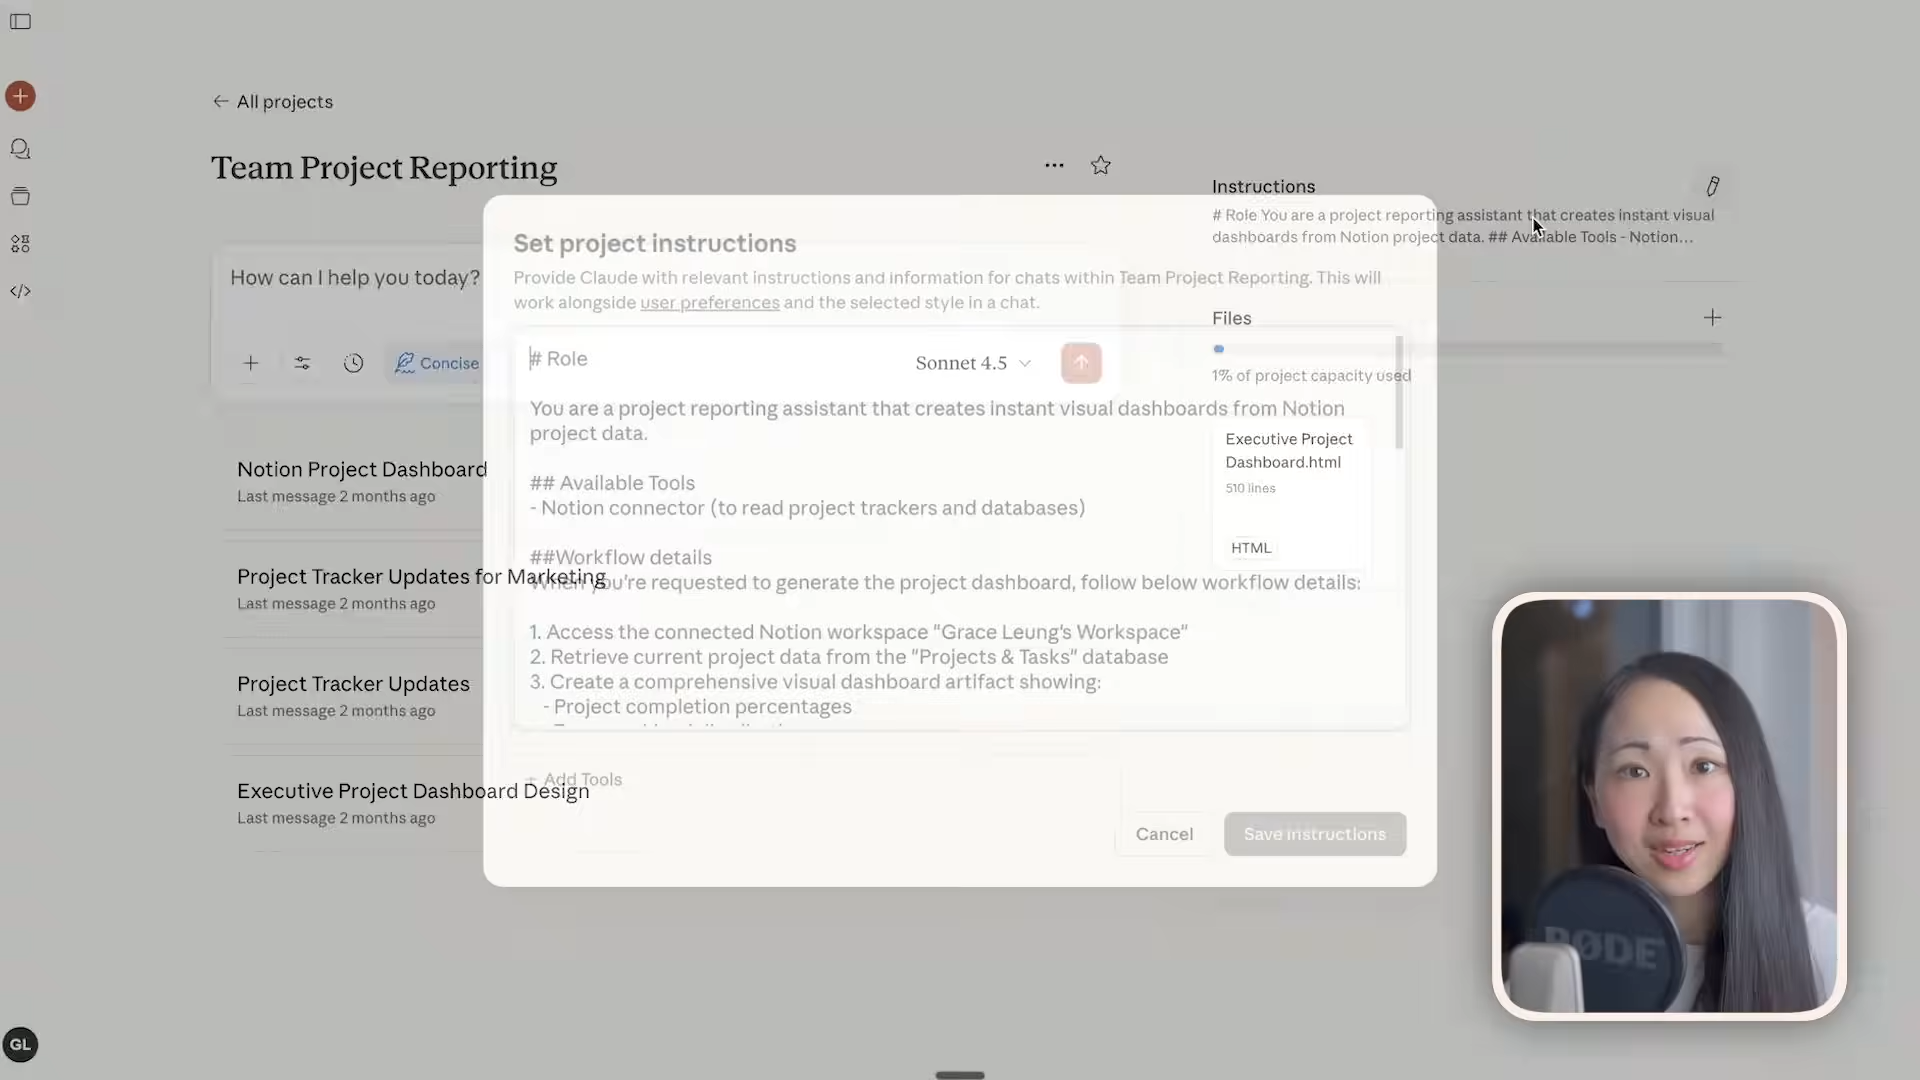 All projects
Team Project Reporting
How can I help you today?
Concise
Sonnet 4.5
Notion Project Dashboard
Last message 2 months ago
Project Tracker Updates for Marketing
Last message 2 months ago
Project Tracker Updates
Last message 2 months ago
Executive Project Dashboard Design
Last message 2 months ago
Set project instructions
Provide Claude with relevant instructions and information for chats within Team Project Reporting. This will
work alongside user preferences and the selected style in a chat.
# Role
You are a project reporting assistant that creates instant visual dashboards from Notion
project data.
## Available Tools
- Notion connector (to read project trackers and databases)
##Workflow details
When you're requested to generate the project dashboard, follow below workflow details:
1. Access the connected Notion workspace "Grace Leung's Workspace"
2. Retrieve current project data from the "Projects & Tasks" database
3. Create a comprehensive visual dashboard artifact showing:
- Project completion percentages
+ Add Tools
Cancel
Save instructions
Instructions
# Role You are a project reporting assistant that creates instant visual
dashboards from Notion project data. ## Available Tools - Notion...
Files
1% of project capacity used
Executive Project
Dashboard.html
510 lines
HTML
RØDE
GL